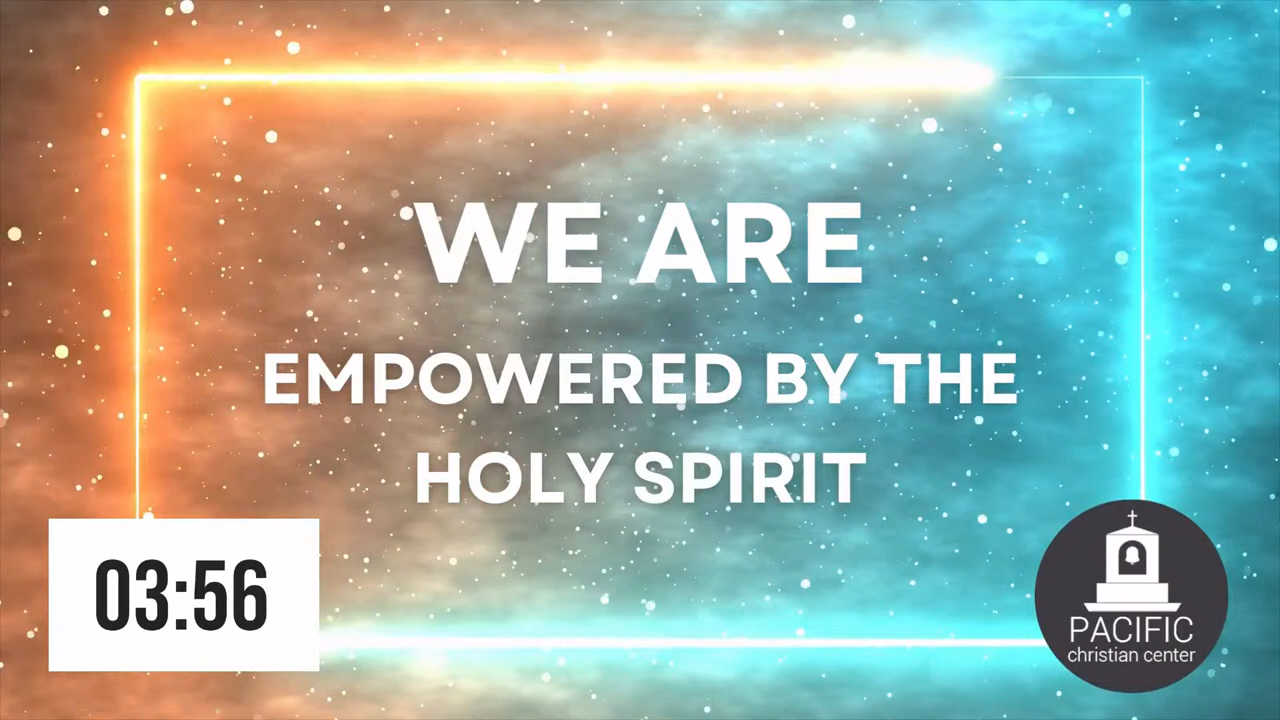 WE ARE
EMPOWERED BY THE
HOLY SPIRIT
03:56
PACIFIC
christian center